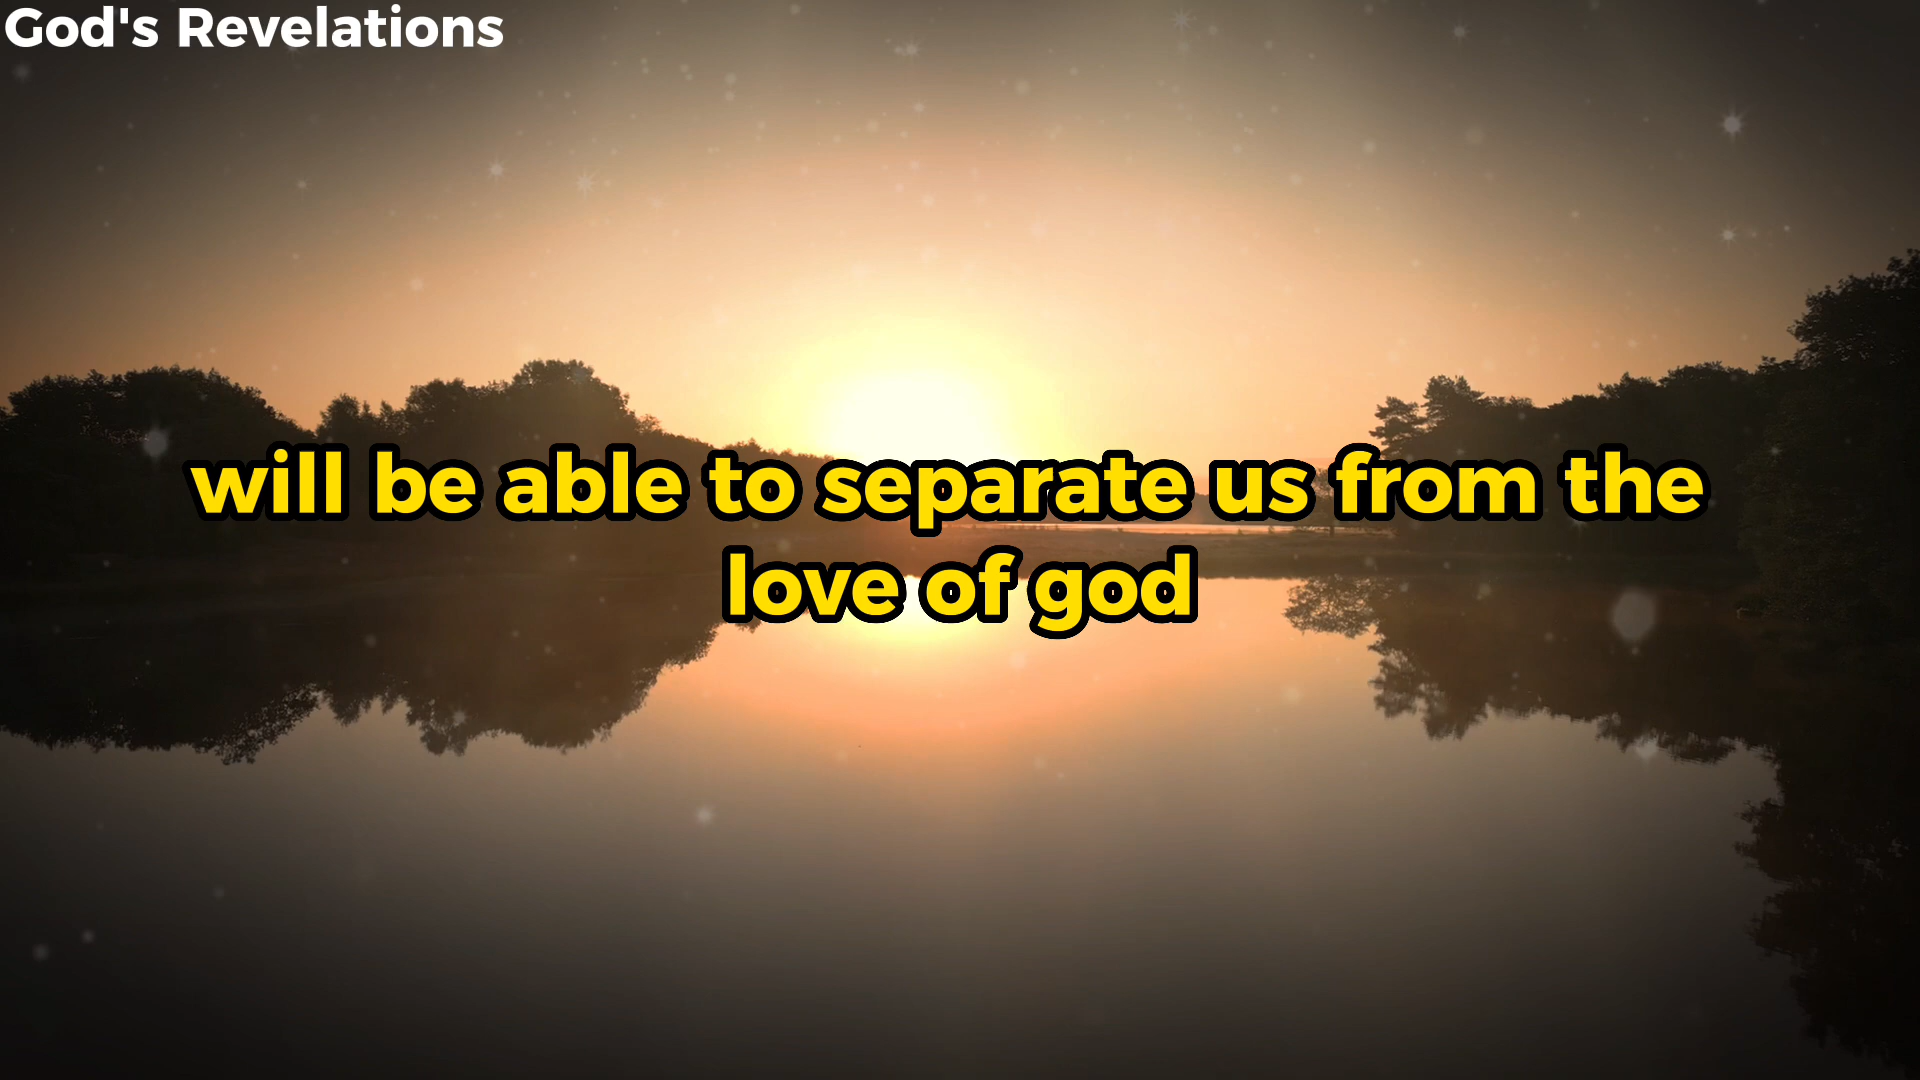 God's Revelations
will be able to separate us from the
love of god